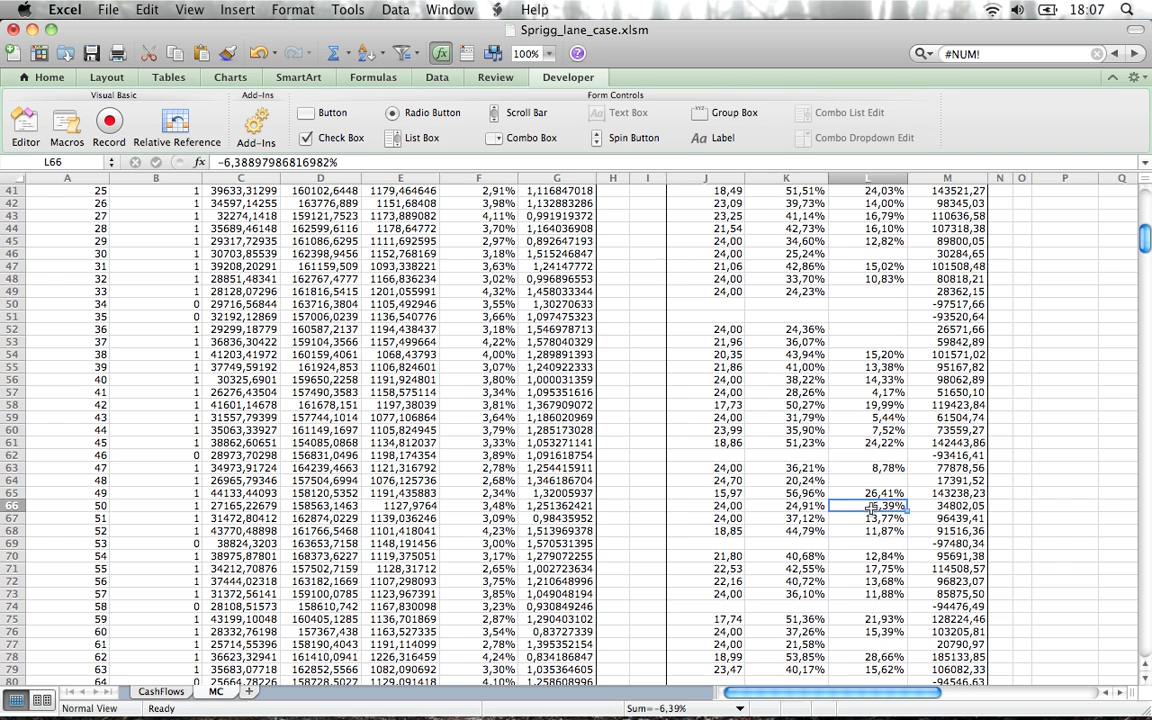 Excel File Edit View Insert Format Tools Data Window Help 18:07
Sprigg_lane_case.xlsm
100% #NUM!
Home Layout Tables Charts SmartArt Formulas Data Review Developer
Visual Basic Add-Ins Form Controls
Button Radio Button Scroll Bar Text Box Group Box Combo List Edit
Check Box List Box Combo Box Spin Button Label Combo Dropdown Edit
Editor Macros Record Relative Reference Add-Ins
L66 fx -6,38897986816982%
A B C D E F G H I J K L M N O P Q
41 25 1 39633,31299 160102,6448 1179,464646 2,91% 1,116847018 18,49 51,51% 24,03% 143521,27
42 26 1 34597,14255 163776,889 1151,68408 3,98% 1,132883286 23,09 39,73% 14,00% 98345,03
43 27 1 32274,1418 159121,7523 1173,889082 4,11% 0,991919372 23,25 41,14% 16,79% 110636,58
44 28 1 35689,46148 162599,6116 1178,64772 3,70% 1,164036908 21,54 42,73% 16,10% 107318,38
45 29 1 29317,72935 161086,6295 1111,692595 2,97% 0,892647193 24,00 34,60% 12,82% 89800,05
46 30 1 30703,85539 162398,9456 1152,768169 3,18% 1,515246847 24,00 25,24% 30284,65
47 31 1 39208,20291 161159,509 1093,338221 3,63% 1,24147772 21,06 42,86% 15,02% 101508,48
48 32 1 28851,48341 162767,4777 1166,836234 3,02% 0,996896553 24,00 33,70% 10,83% 80818,21
49 33 1 28128,07296 161816,5415 1201,055991 4,32% 1,458033344 24,00 24,23% 28362,15
50 34 0 29716,56844 163716,3804 1105,492946 3,55% 1,30270633 -97517,66
51 35 0 32192,12869 157006,0239 1136,540776 3,66% 1,097475323 -93520,64
52 36 1 29299,18779 160587,2137 1194,438437 3,16% 1,546978713 24,00 24,36% 26571,66
53 37 1 36836,30422 159104,3566 1157,499664 4,22% 1,578040329 21,96 36,07% 59842,89
54 38 1 41203,41972 160159,4061 1068,43793 4,00% 1,289891393 20,35 43,94% 15,20% 101571,02
55 39 1 37749,59192 161924,853 1106,824601 3,07% 1,240922333 21,86 41,00% 13,38% 95167,82
56 40 1 30325,6901 159650,2258 1191,924801 3,80% 1,000031359 24,00 38,22% 14,33% 98062,89
57 41 1 26276,43504 157490,3583 1158,575114 3,34% 1,095351616 24,00 28,26% 4,17% 51650,10
58 42 1 41601,14678 161678,151 1197,38039 3,81% 1,367909072 17,73 50,27% 19,99% 119423,84
59 43 1 31557,79399 157744,1014 1077,106864 3,64% 1,186020969 24,00 31,79% 5,44% 61504,74
60 44 1 35063,33927 161149,1697 1105,824945 3,79% 1,285173028 23,99 35,90% 7,52% 73559,27
61 45 1 38862,60651 154085,0868 1134,812037 3,33% 1,053271141 18,86 51,23% 24,22% 142443,86
62 46 0 28973,70298 156831,0496 1198,174354 3,89% 1,091618754 -93416,41
63 47 1 34973,91724 164239,4663 1121,316792 2,78% 1,254415911 24,00 36,21% 8,78% 77878,56
64 48 1 26965,79346 157504,6994 1076,125736 2,68% 1,346186804 24,70 20,24% 17391,52
65 49 1 44133,44093 158120,5352 1191,435883 2,34% 1,32005937 15,97 56,96% 26,41% 143238,23
66 50 1 27165,22679 158563,1463 1127,9764 3,48% 1,251362421 24,00 24,91% 34802,05
67 51 1 31472,80412 162874,0229 1139,036246 3,09% 0,98435952 24,00 37,12% 13,77% 96439,41
68 52 1 43770,48898 161766,5468 1101,418041 4,23% 1,513969378 18,85 44,79% 11,87% 91516,36
69 53 0 38824,3203 163653,7158 1148,191456 3,00% 1,570531395 -97480,34
70 54 1 38975,87801 168373,6227 1119,375051 3,17% 1,279072255 21,80 40,68% 12,84% 95691,38
71 55 1 34212,70876 157502,7159 1128,31712 2,65% 1,002723634 22,53 42,55% 17,75% 114508,57
72 56 1 37444,02312 163182,1669 1107,298093 3,13% 1,210648996 22,16 40,72% 13,68% 96823,07
73 57 1 31372,56141 159100,0785 1123,967391 3,85% 1,049048194 24,00 36,10% 11,88% 85875,50
74 58 0 28108,51573 158610,742 1167,830098 3,23% 0,930849246 -94476,49
75 59 1 43199,10048 160405,1285 1136,701869 2,87% 1,290403102 17,74 51,36% 21,93% 128224,46
76 60 1 28332,76198 157367,438 1163,527335 3,54% 0,83727339 24,00 37,26% 15,39% 103205,81
77 61 1 25714,55396 158190,4043 1191,114099 2,63% 1,395352154 24,00 21,58% 20790,97
78 62 1 36623,32941 160410,0941 1226,316459 4,24% 0,834186847 18,99 53,85% 28,66% 185133,85
79 63 1 35683,07718 162852,5566 1082,090692 3,31% 1,035364605 23,47 40,17% 15,62% 106082,33
64 0 25664,78226 158728,5027 1129,091418 4,10% 1,258608996 -94546,63
CashFlows MC
Normal View Ready Sum=-6,39%